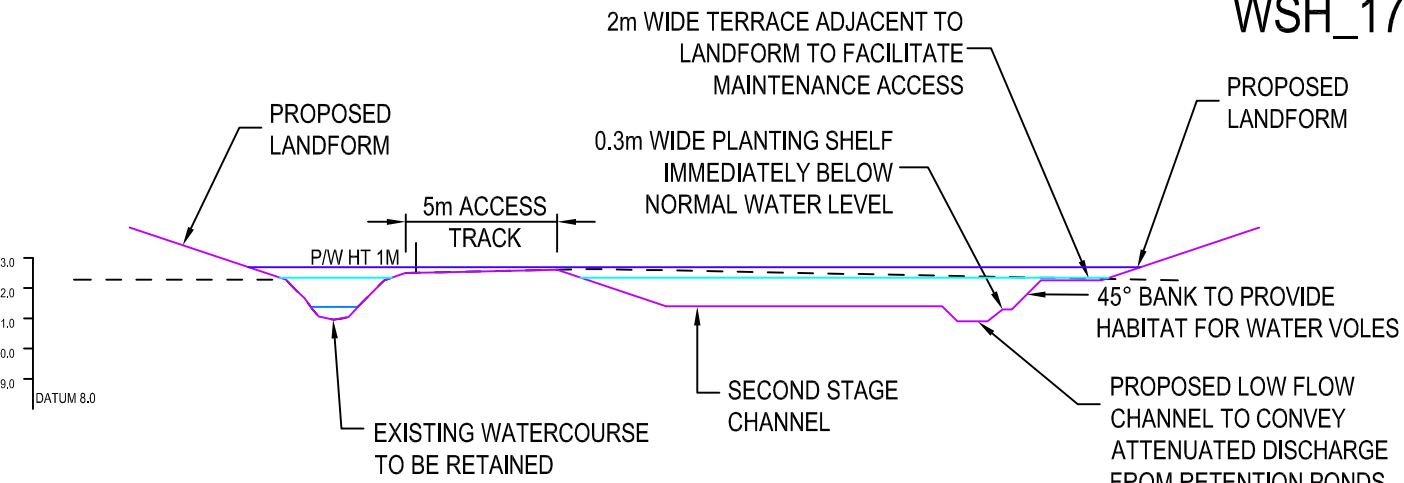 WSH_17
2m WIDE TERRACE ADJACENT TO
LANDFORM TO FACILITATE
MAINTENANCE ACCESS
PROPOSED
LANDFORM
PROPOSED
LANDFORM
0.3m WIDE PLANTING SHELF
IMMEDIATELY BELOW
NORMAL WATER LEVEL
5m ACCESS
TRACK
P/W HT 1M
3.0
2.0
1.0
0.0
9.0
DATUM 8.0
45° BANK TO PROVIDE
HABITAT FOR WATER VOLES
SECOND STAGE
CHANNEL
EXISTING WATERCOURSE
TO BE RETAINED
PROPOSED LOW FLOW
CHANNEL TO CONVEY
ATTENUATED DISCHARGE
FROM RETENTION PONDS